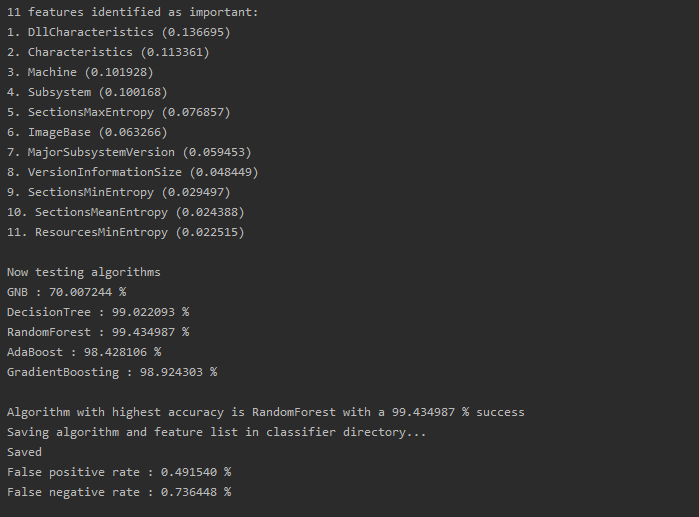 11 features identified as important:
1. DllCharacteristics (0.136695)
2. Characteristics (0.113361)
3. Machine (0.101928)
4. Subsystem (0.100168)
5. SectionsMaxEntropy (0.076857)
6. ImageBase (0.063266)
7. MajorSubsystemVersion (0.059453)
8. VersionInformationSize (0.048449)
9. SectionsMinEntropy (0.029497)
10. SectionsMeanEntropy (0.024388)
11. ResourcesMinEntropy (0.022515)
Now testing algorithms
GNB : 70.007244 %
DecisionTree : 99.022093 %
RandomForest : 99.434987 %
AdaBoost : 98.428106 %
GradientBoosting : 98.924303 %
Algorithm with highest accuracy is RandomForest with a 99.434987 % success
Saving algorithm and feature list in classifier directory...
Saved
False positive rate : 0.491540 %
False negative rate : 0.736448 %